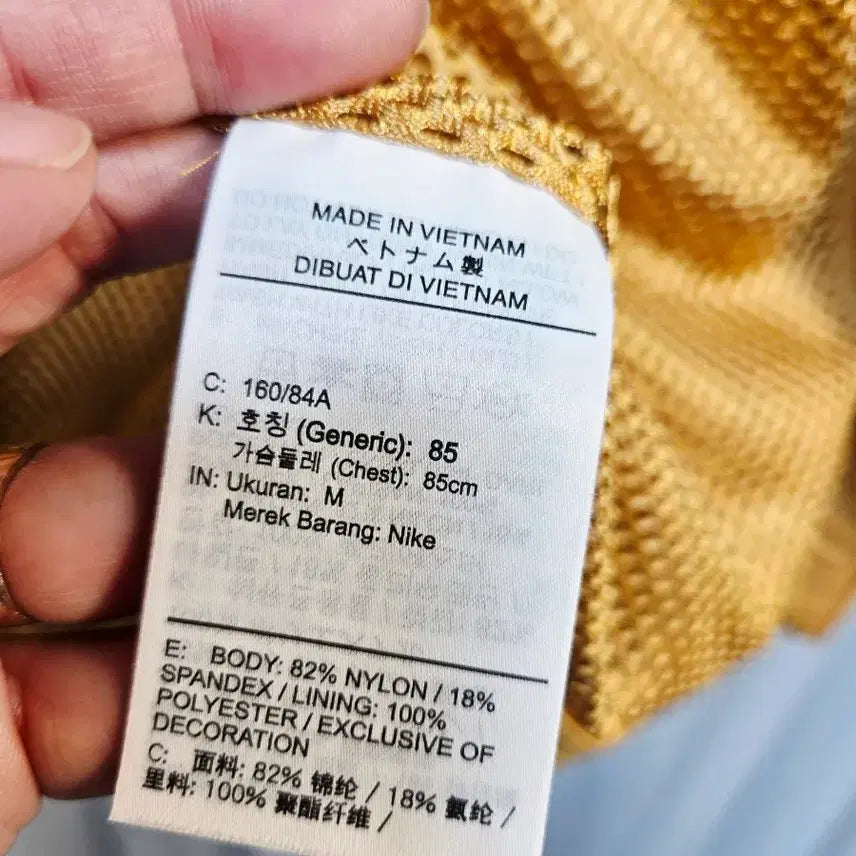 MADE IN VIETNAM
ベトナム製
DIBUAT DI VIETNAM
C: 160/84A
K: 호칭 (Generic): 85
가슴둘레 (Chest): 85cm
IN: Ukuran: M
Merek Barang: Nike
E: BODY: 82% NYLON / 18%
SPANDEX / LINING: 100%
POLYESTER / EXCLUSIVE OF
DECORATION
C: 面料: 82% 锦纶 / 18% 氨纶 /
里料: 100% 聚酯纤维 /